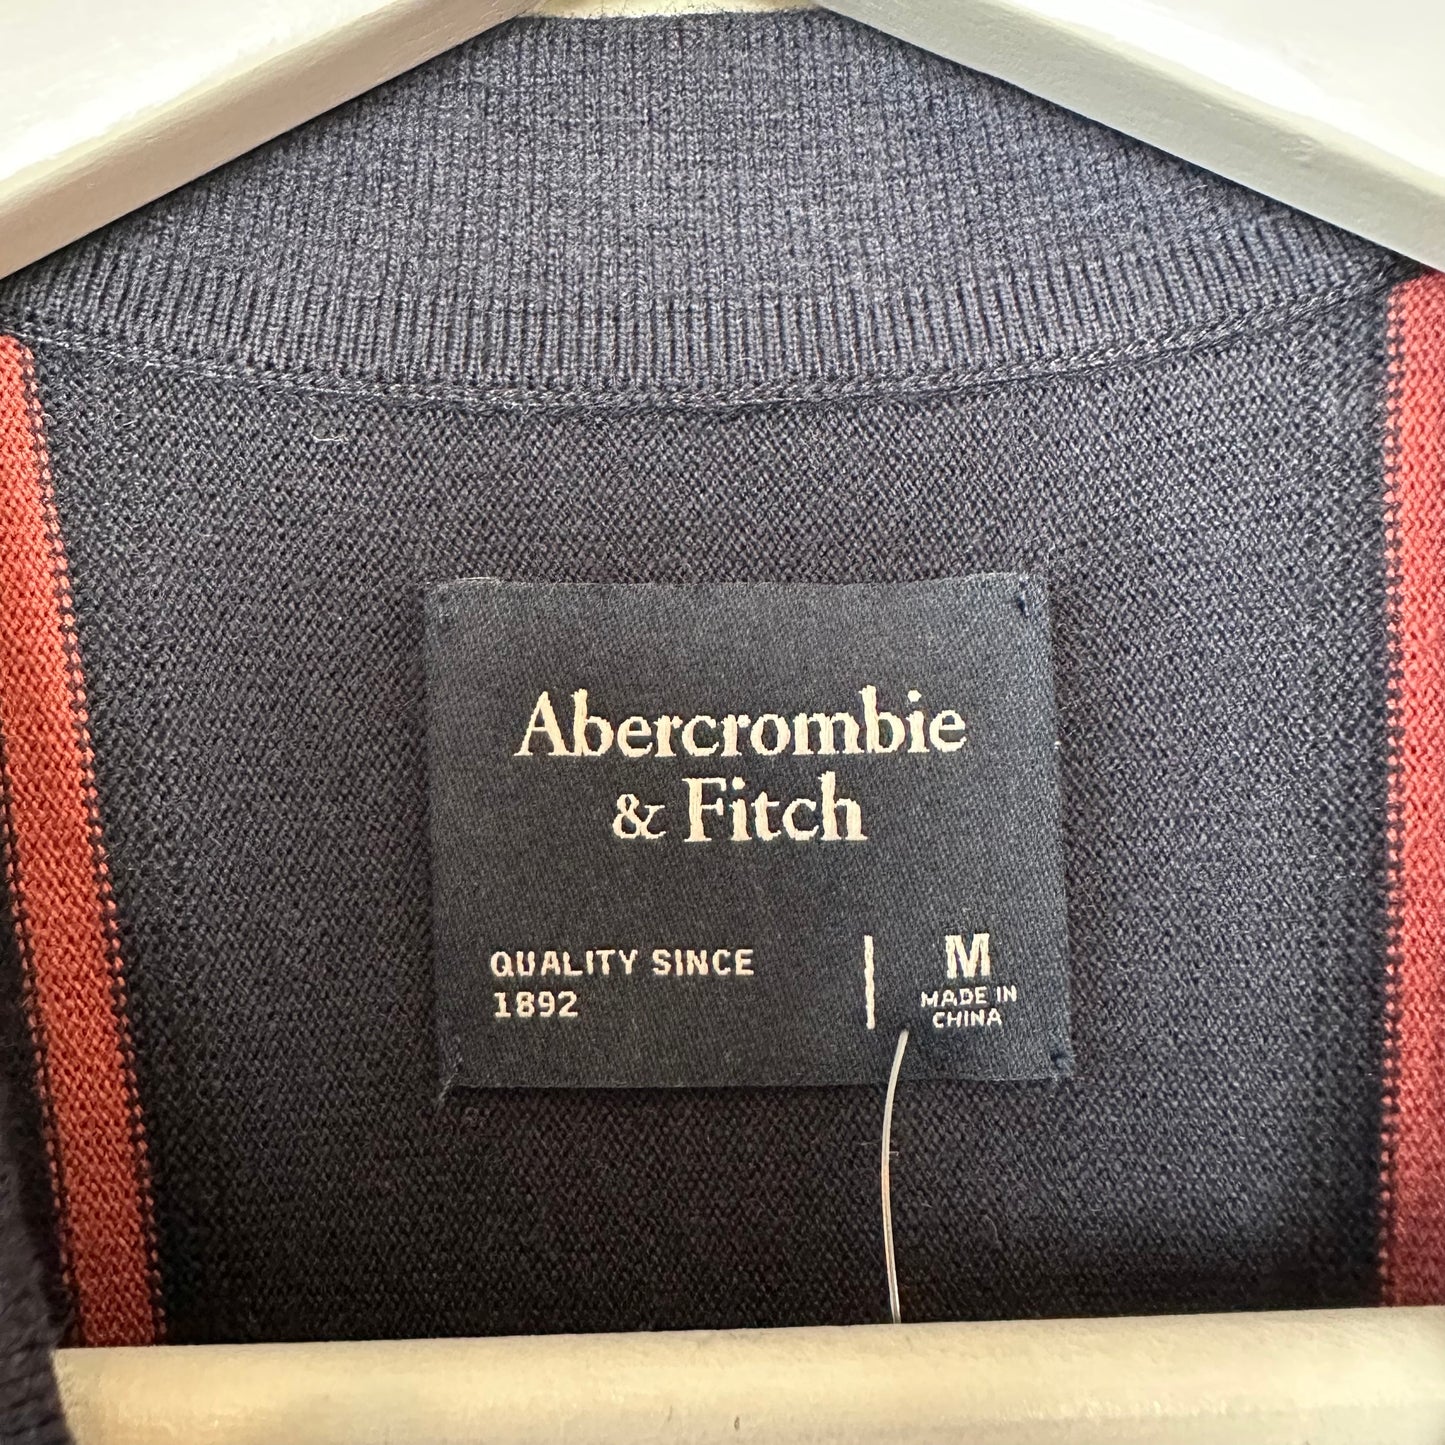 Abercrombie
& Fitch
QUALITY SINCE
1892
M
MADE IN
CHINA